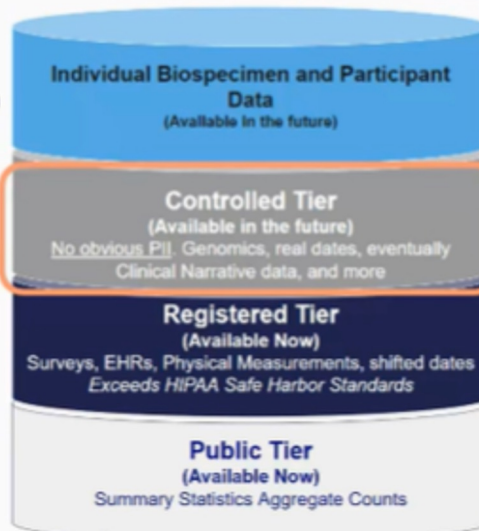 Individual Biospecimen and Participant
Data
(Available in the future)
Controlled Tier
(Available in the future)
No obvious PII. Genomics, real dates, eventually
Clinical Narrative data, and more
Registered Tier
(Available Now)
Surveys, EHRs, Physical Measurements, shifted dates
Exceeds HIPAA Safe Harbor Standards
Public Tier
(Available Now)
Summary Statistics Aggregate Counts